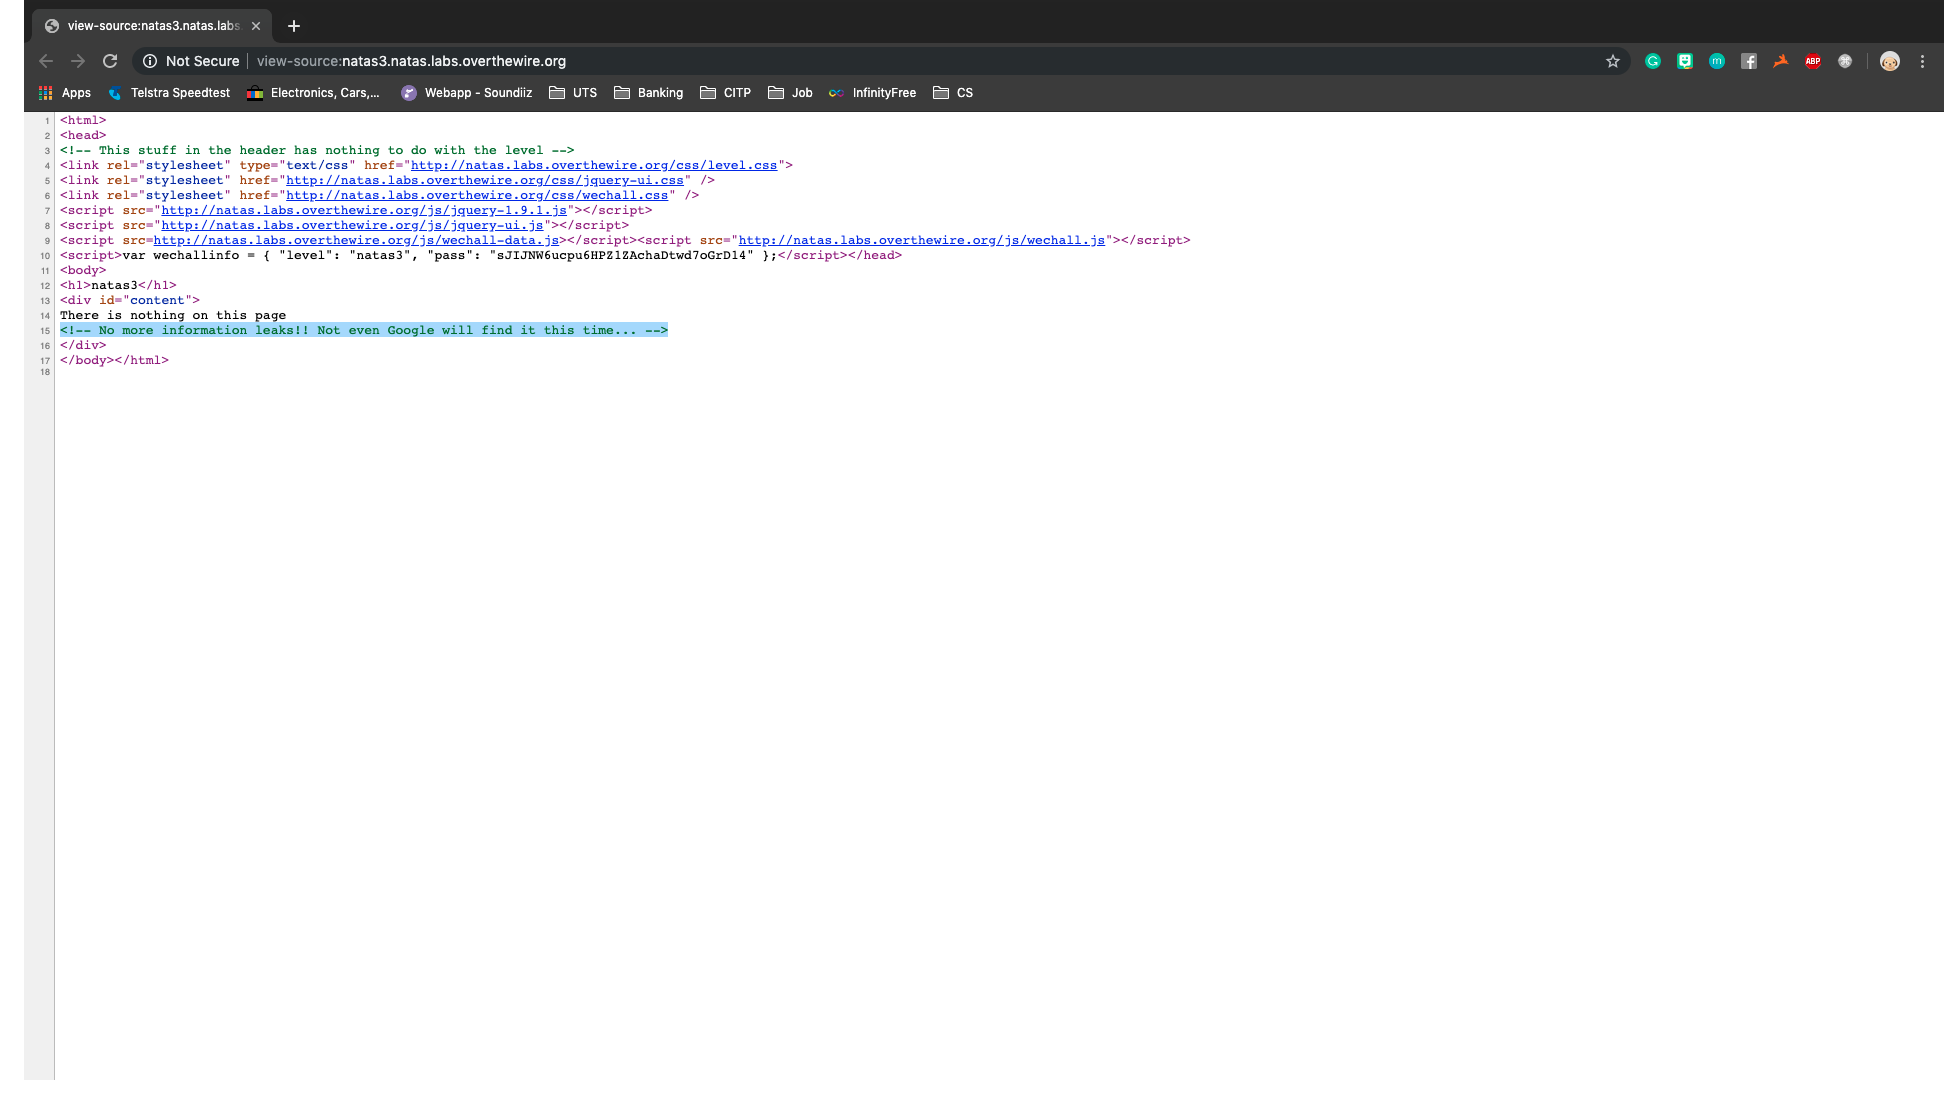 view-source:natas3.natas.labs.
Not Secure view-source:natas3.natas.labs.overthewire.org
G m f ABP
Apps Telstra Speedtest Electronics, Cars,... Webapp - Soundiiz UTS Banking CITP Job InfinityFree CS
1 <html>
2 <head>
3 <!-- This stuff in the header has nothing to do with the level -->
4 <link rel="stylesheet" type="text/css" href="http://natas.labs.overthewire.org/css/level.css">
5 <link rel="stylesheet" href="http://natas.labs.overthewire.org/css/jquery-ui.css" />
6 <link rel="stylesheet" href="http://natas.labs.overthewire.org/css/wechall.css" />
7 <script src="http://natas.labs.overthewire.org/js/jquery-1.9.1.js"></script>
8 <script src="http://natas.labs.overthewire.org/js/jquery-ui.js"></script>
9 <script src=http://natas.labs.overthewire.org/js/wechall-data.js></script><script src="http://natas.labs.overthewire.org/js/wechall.js"></script>
10 <script>var wechallinfo = { "level": "natas3", "pass": "sJIJNW6ucpu6HPZ1ZAchaDtwd7oGrD14" };</script></head>
11 <body>
12 <h1>natas3</h1>
13 <div id="content">
14 There is nothing on this page
15 <!-- No more information leaks!! Not even Google will find it this time... -->
16 </div>
17 </body></html>
18